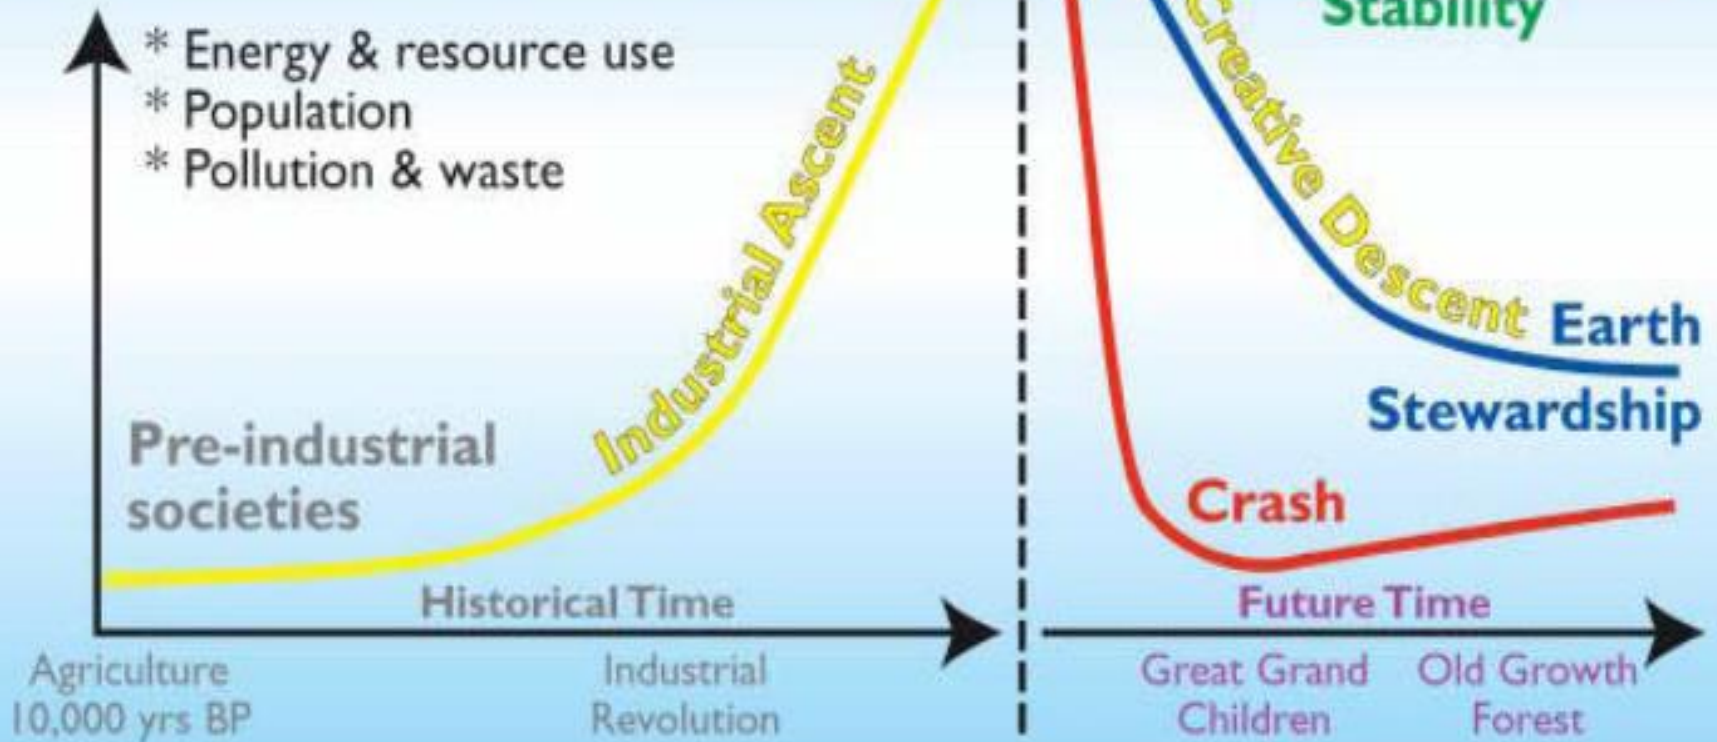 * Energy & resource use
* Population
* Pollution & waste
Industrial Ascent
Pre-industrial
societies
Historical Time
Agriculture
10,000 yrs BP
Industrial
Revolution
Stability
Creative Descent
Earth
Stewardship
Crash
Future Time
Great Grand
Children
Old Growth
Forest